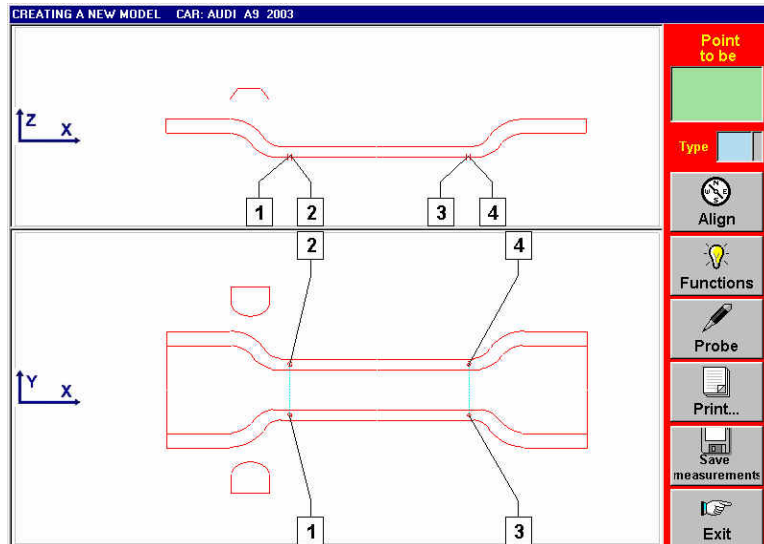 CREATING A NEW MODEL CAR: AUDI A9 2003
Z X
1 2 3 4
2 4
Y X
1 3
Point
to be
Type
N
W E
S
Align
Functions
Probe
Print...
Save
measurements
Exit